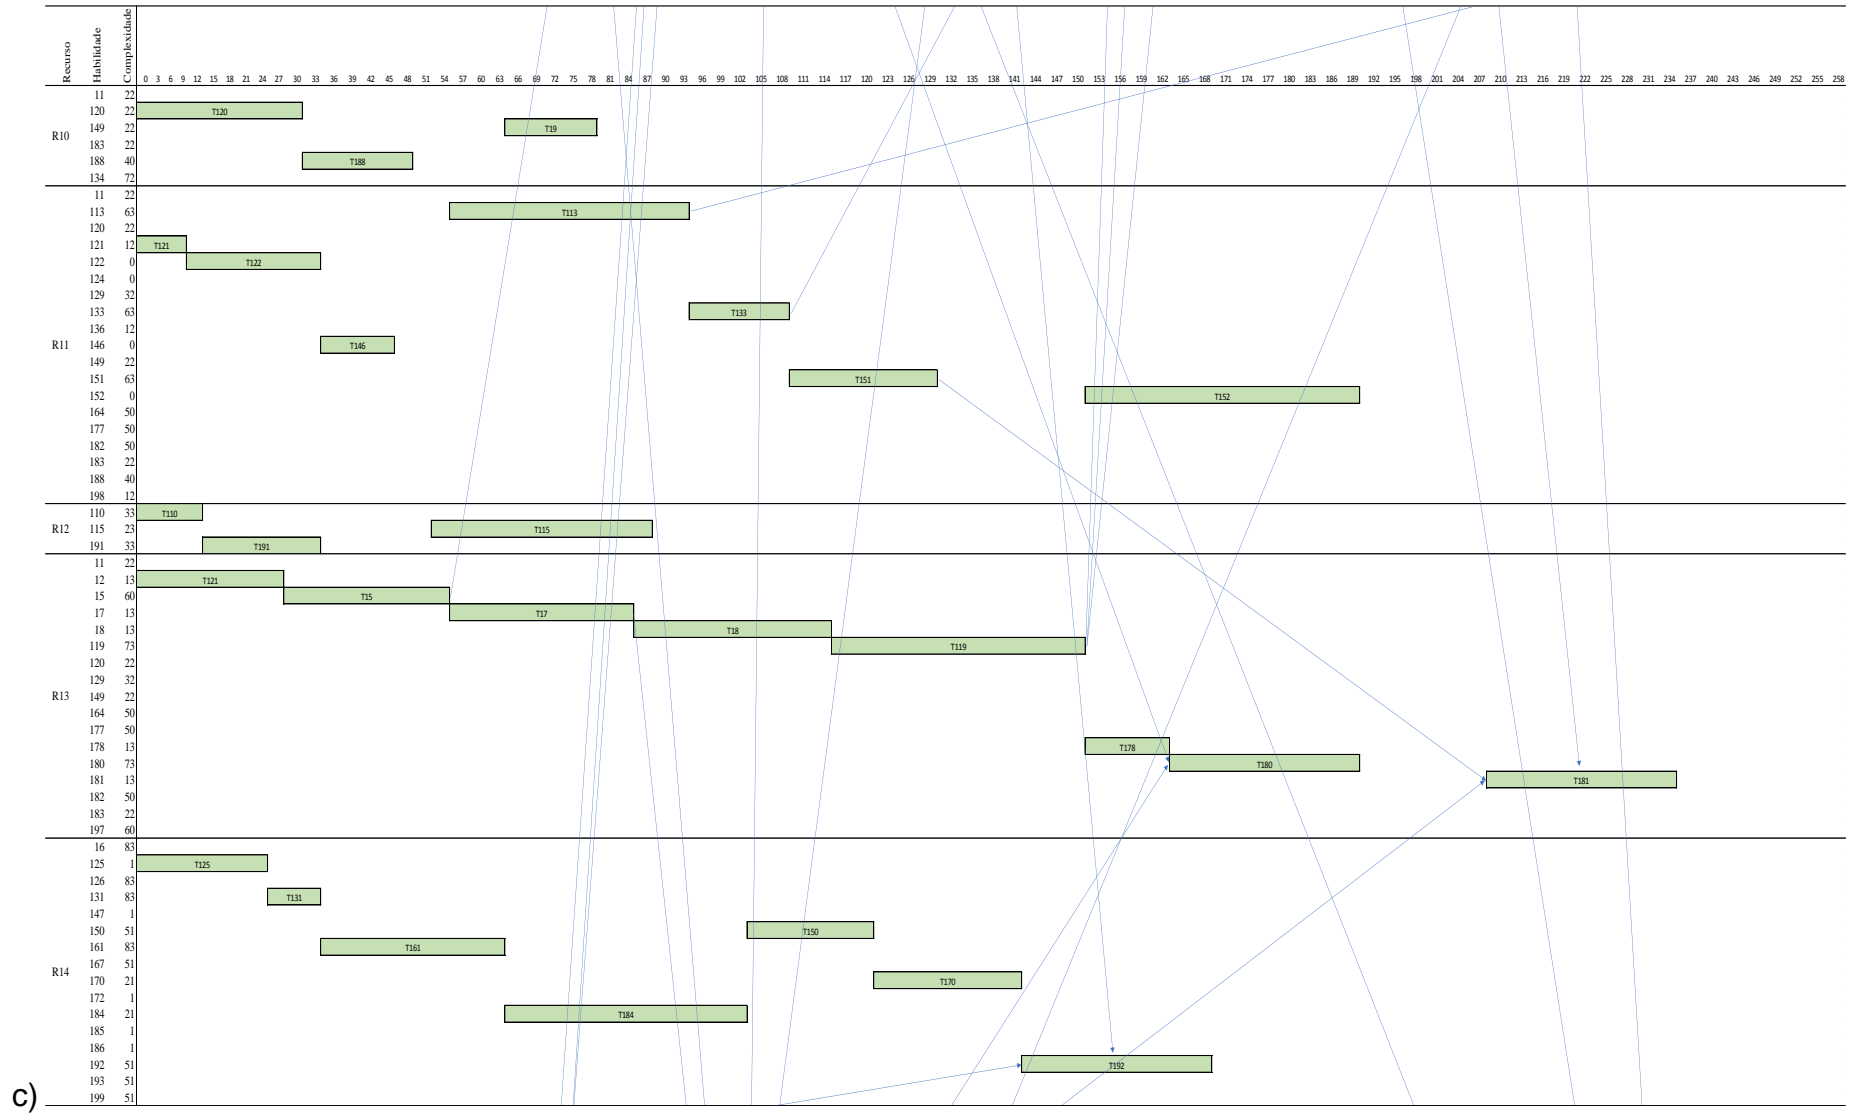 Recurso Habilidade Complexidade 0 3 6 9 12 15 18 21 24 27 30 33 36 39 42 45 48 51 54 57 60 63 66 69 72 75 78 81 84 87 90 93 96 99 102 105 108 111 114 117 120 123 126 129 132 135 138 141 144 147 150 153 156 159 162 165 168 171 174 177 180 183 186 189 192 195 198 201 204 207 210 213 216 219 222 225 228 231 234 237 240 243 246 249 252 255 258
11 22
120 22 T120
R10 149 22 T19
183 22
188 40 T188
134 72
11 22
113 63 T113
120 22
121 12 T121
122 0 T122
124 0
129 32
133 63 T133
136 12
R11 146 0 T146
149 22
151 63 T151
152 0 T152
164 50
177 50
182 50
183 22
188 40
198 12
110 33 T110
R12 115 23 T115
191 33 T191
11 22
12 13 T121
15 60 T15
17 13 T17
18 13 T18
119 73 T119
120 22
129 32
R13 149 22
164 50
177 50
178 13 T178
180 73 T180
181 13 T181
182 50
183 22
197 60
16 83
125 1 T125
126 83
131 83 T131
147 1
150 51 T150
161 83 T161
167 51
R14 170 21 T170
172 1
184 21 T184
185 1
186 1
192 51 T192
193 51
c) 199 51